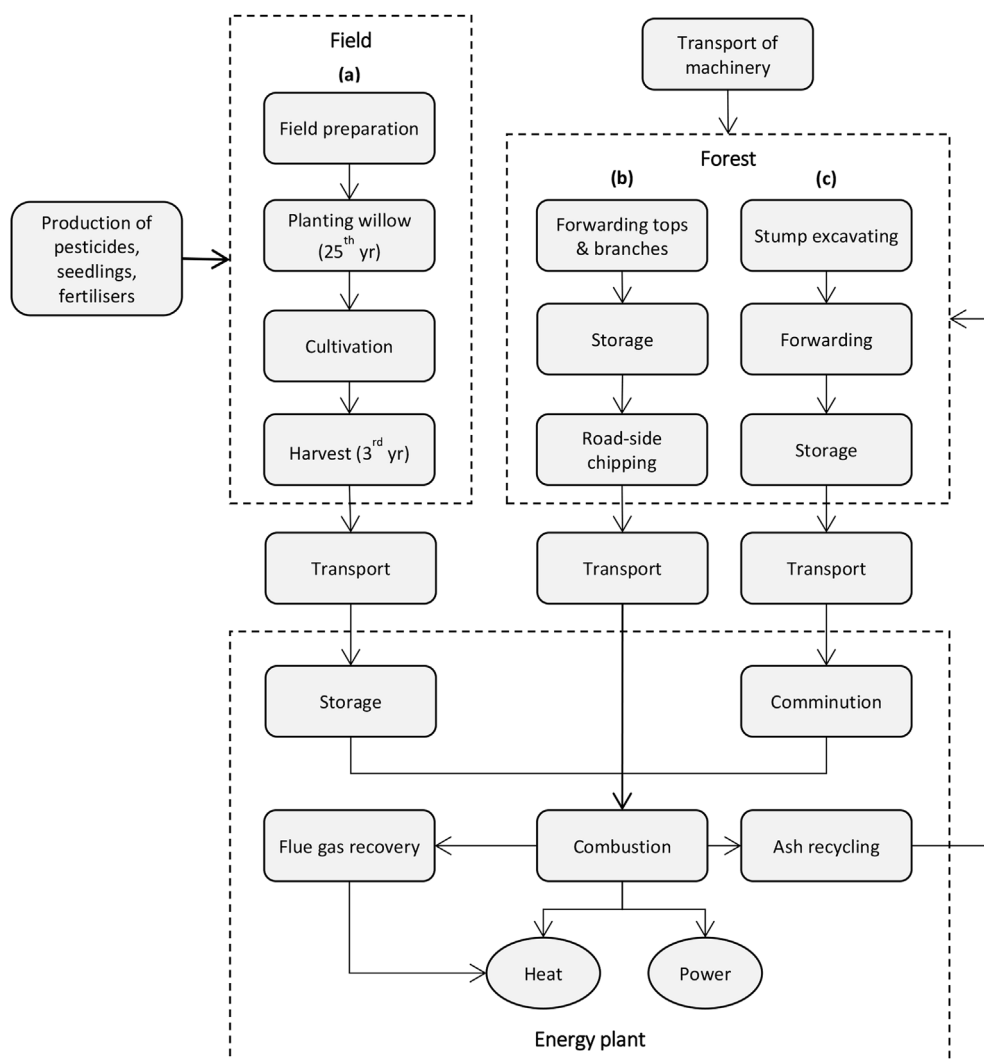 Field
(a)
Field preparation
Planting willow
(25th yr)
Cultivation
Harvest (3rd yr)
Production of
pesticides,
seedlings,
fertilisers
Transport of
machinery
Forest
(b)
Forwarding tops
& branches
Storage
Road-side
chipping
(c)
Stump excavating
Forwarding
Storage
Transport
Transport
Transport
Storage
Comminution
Flue gas recovery
Combustion
Ash recycling
Heat
Power
Energy plant